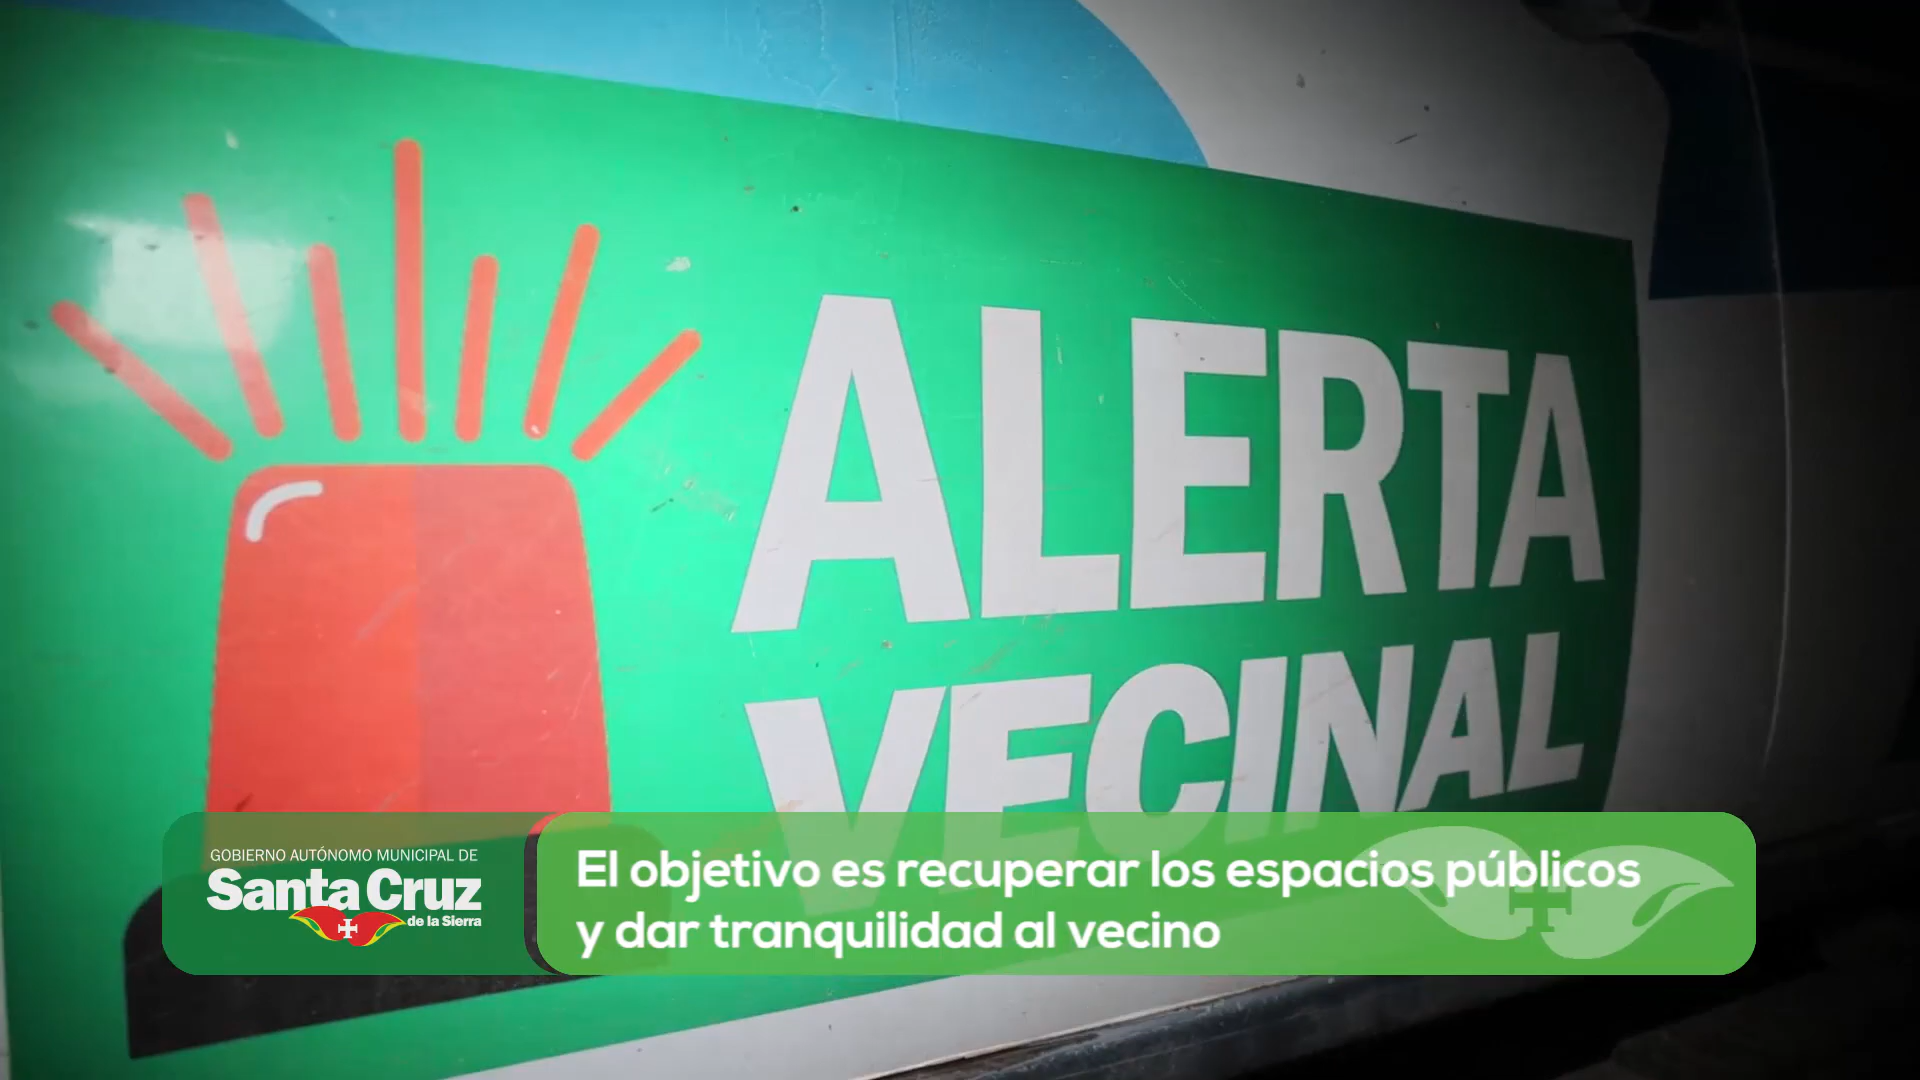 ALERTA
VECINAL
GOBIERNO AUTÓNOMO MUNICIPAL DE
Santa Cruz
de la Sierra
El objetivo es recuperar los espacios públicos
y dar tranquilidad al vecino